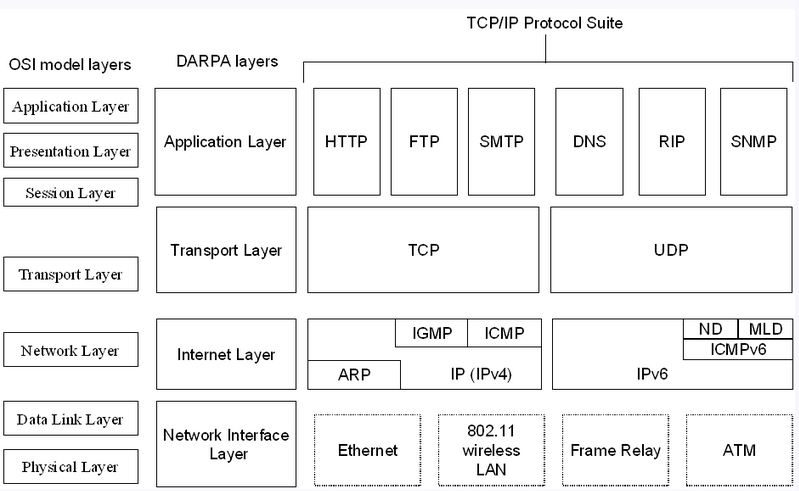 TCP/IP Protocol Suite
OSI model layers
DARPA layers
Application Layer
Presentation Layer
Session Layer
Application Layer
HTTP
FTP
SMTP
DNS
RIP
SNMP
Transport Layer
Transport Layer
TCP
UDP
Network Layer
Internet Layer
IGMP
ICMP
ARP
IP (IPv4)
ND
MLD
ICMPv6
IPv6
Data Link Layer
Physical Layer
Network Interface
Layer
Ethernet
802.11
wireless
LAN
Frame Relay
ATM